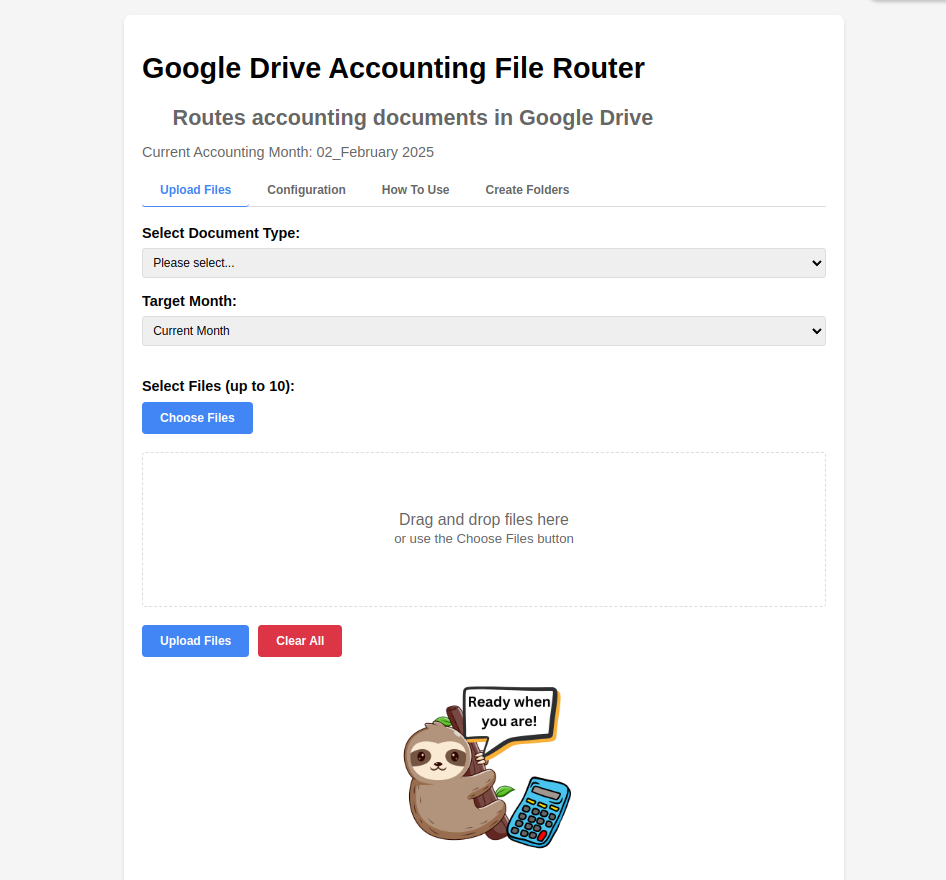 Google Drive Accounting File Router
Routes accounting documents in Google Drive
Current Accounting Month: 02_February 2025
Upload Files Configuration How To Use Create Folders
Select Document Type:
Please select...
Target Month:
Current Month
Select Files (up to 10):
Choose Files
Drag and drop files here
or use the Choose Files button
Upload Files Clear All
Ready when
you are!